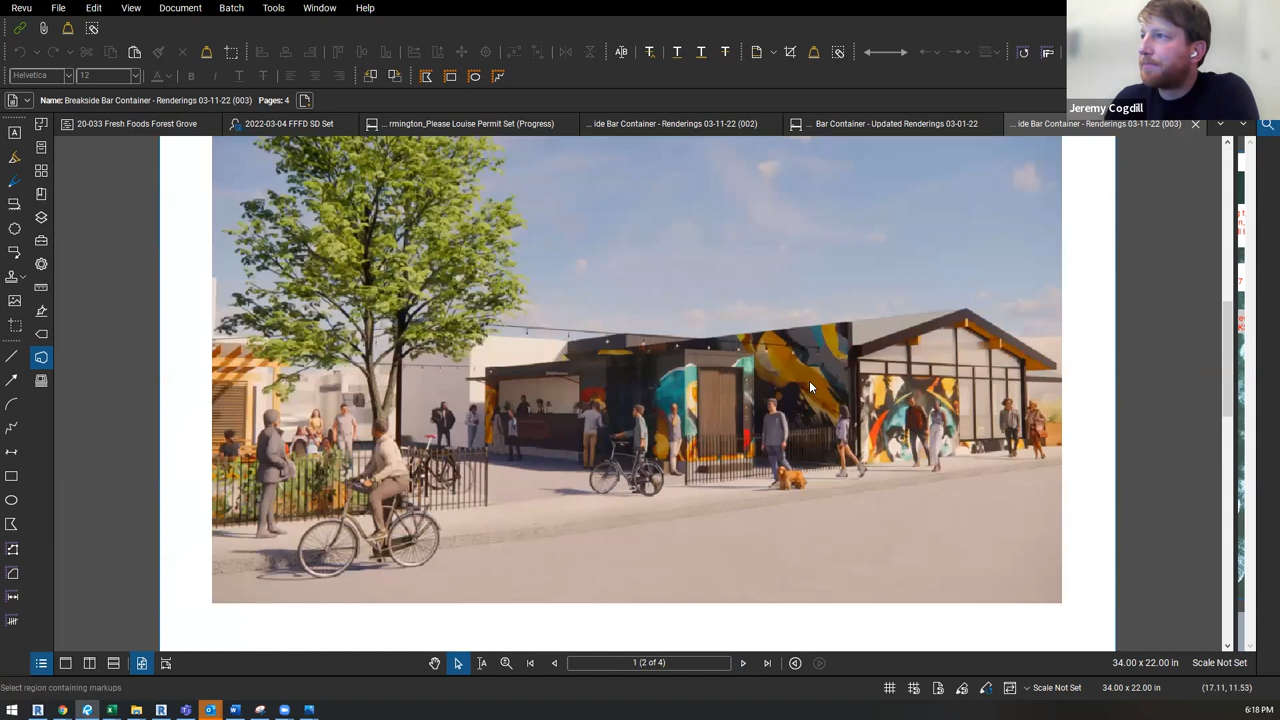 Revu File Edit View Document Batch Tools Window Help
Helvetica 12
Name: Breakside Bar Container - Renderings 03-11-22 (003) Pages: 4
Jeremy Cogdill
20-033 Fresh Foods Forest Grove 2022-03-04 FFFD SD Set ... rmington_Please Louise Permit Set (Progress) ... ide Bar Container - Renderings 03-11-22 (002) ... Bar Container - Updated Renderings 03-01-22 ... ide Bar Container - Renderings 03-11-22 (003)
1 (2 of 4) 34.00 x 22.00 in Scale Not Set
Select region containing markups Scale Not Set 34.00 x 22.00 in (17.11, 11.53)
6:18 PM